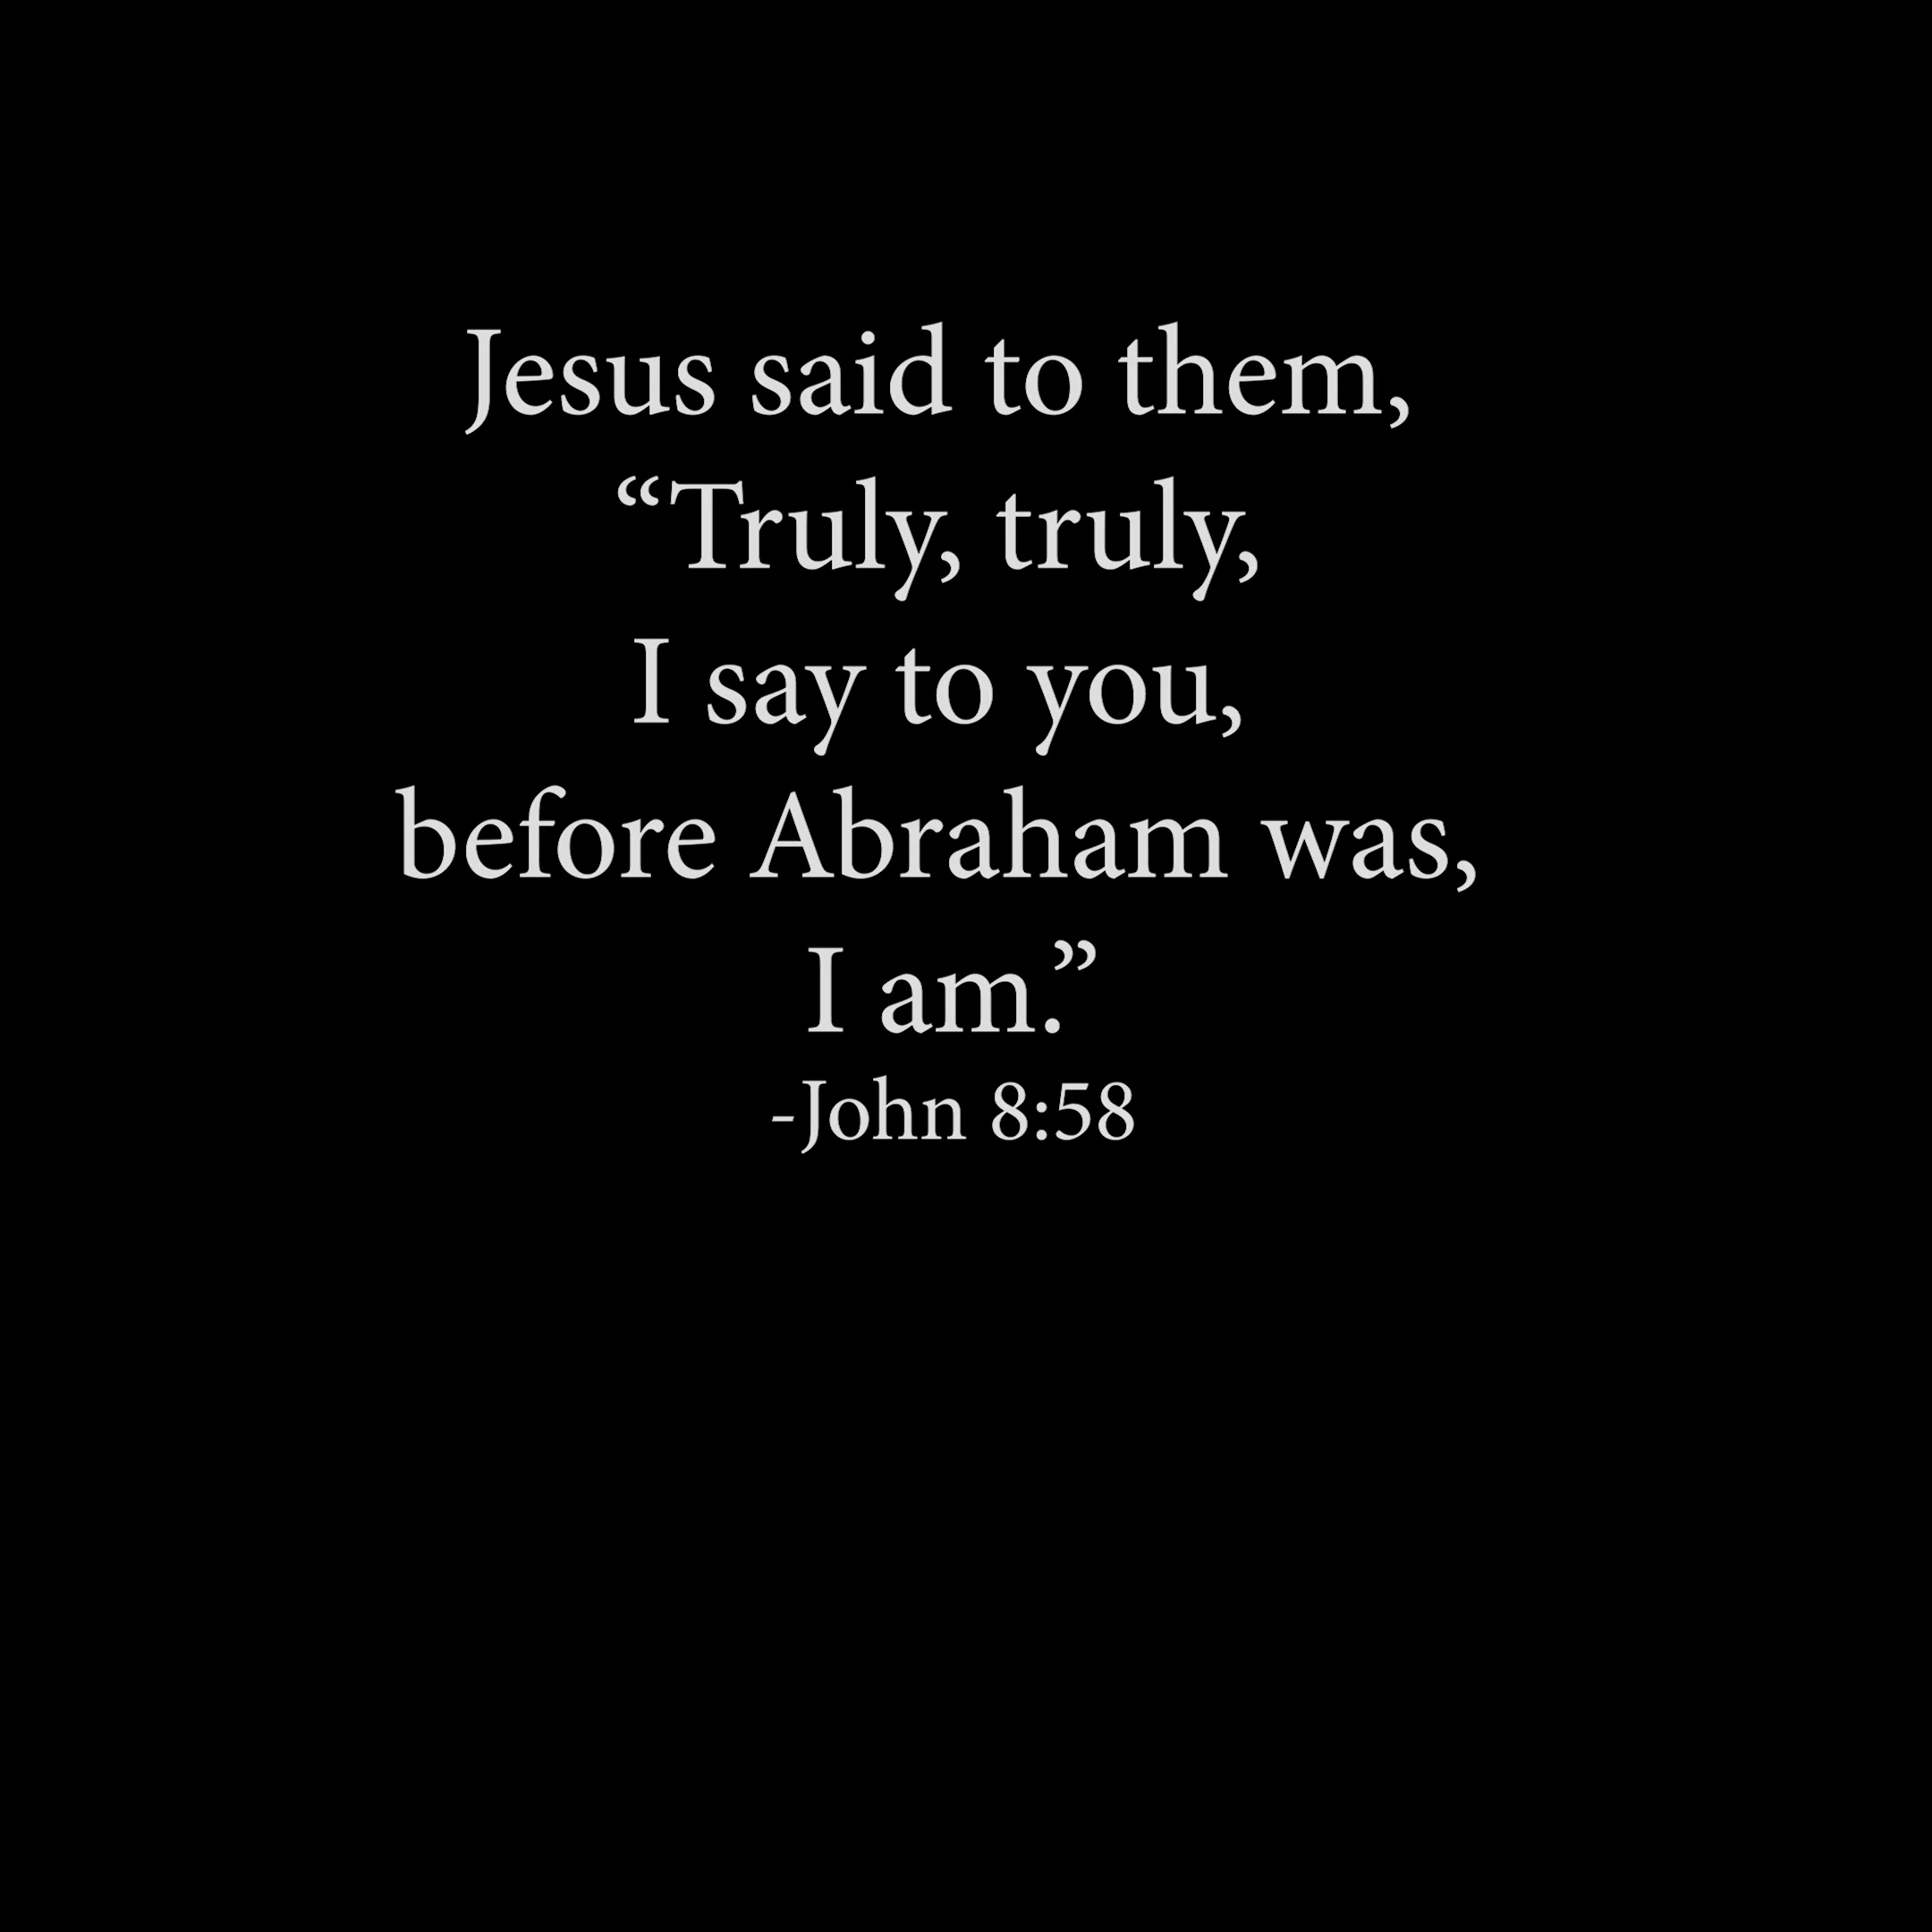 Jesus said to them,
“Truly, truly,
I say to you,
before Abraham was,
I am.”
-John 8:58